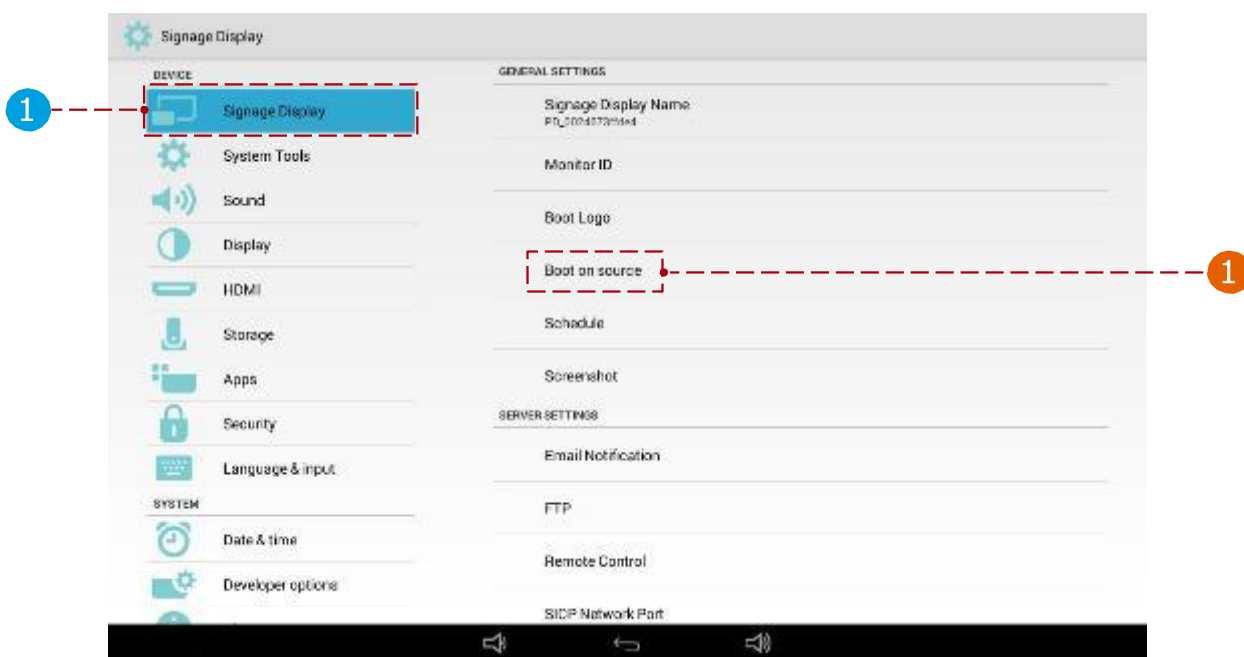 Signage Display
DEVICE
1
Signage Display
System Tools
Sound
Display
HDMI
Storage
Apps
Security
Language & input
SYSTEM
Date & time
Developer options
GENERAL SETTINGS
Signage Display Name
Monitor ID
Boot Logo
Boot on source
1
Schedule
Screenshot
SERVER SETTINGS
Email Notification
FTP
Remote Control
SICP Network Port